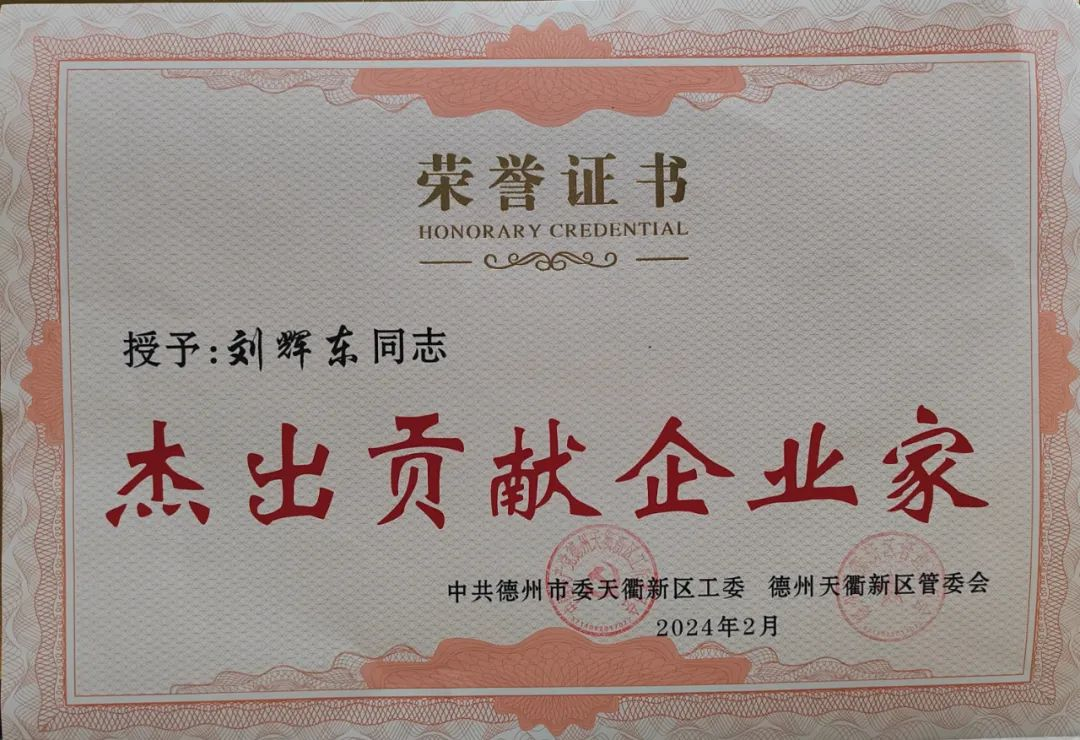 荣誉证书
HONORARY CREDENTIAL
授予:刘辉东同志
杰出贡献企业家
中共德州市委天衢新区工委 德州天衢新区管委会
2024年2月